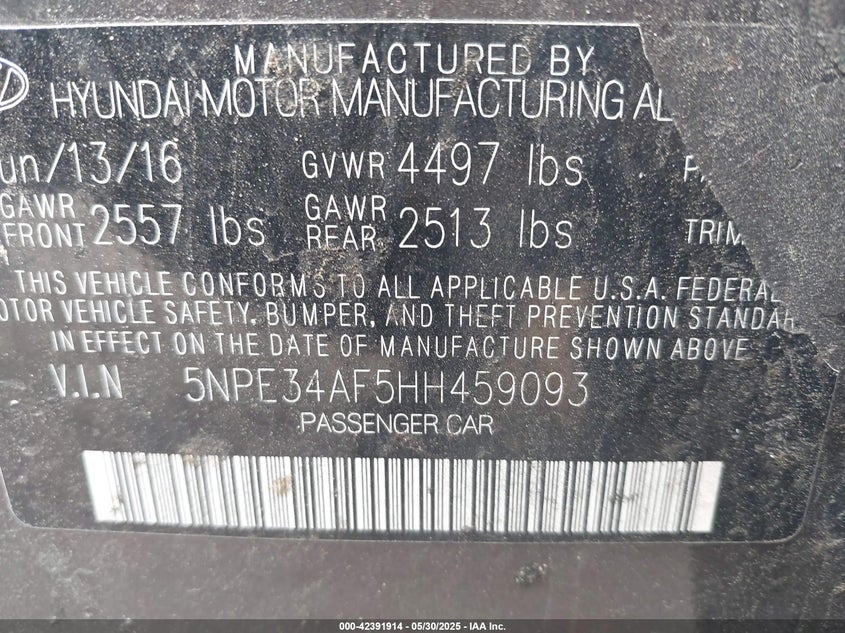 MANUFACTURED BY
HYUNDAI MOTOR MANUFACTURING AL
un/13/16 GVWR 4497 lbs
GAWR FRONT 2557 lbs GAWR REAR 2513 lbs TRIM
THIS VEHICLE CONFORMS TO ALL APPLICABLE U.S.A. FEDERAL
OTOR VEHICLE SAFETY, BUMPER, AND THEFT PREVENTION STANDAR
IN EFFECT ON THE DATE OF MANUFACTURE SHOWN ABOVE
V.I.N 5NPE34AF5HH459093
PASSENGER CAR
000-42391914 - 05/30/2025 - IAA Inc.